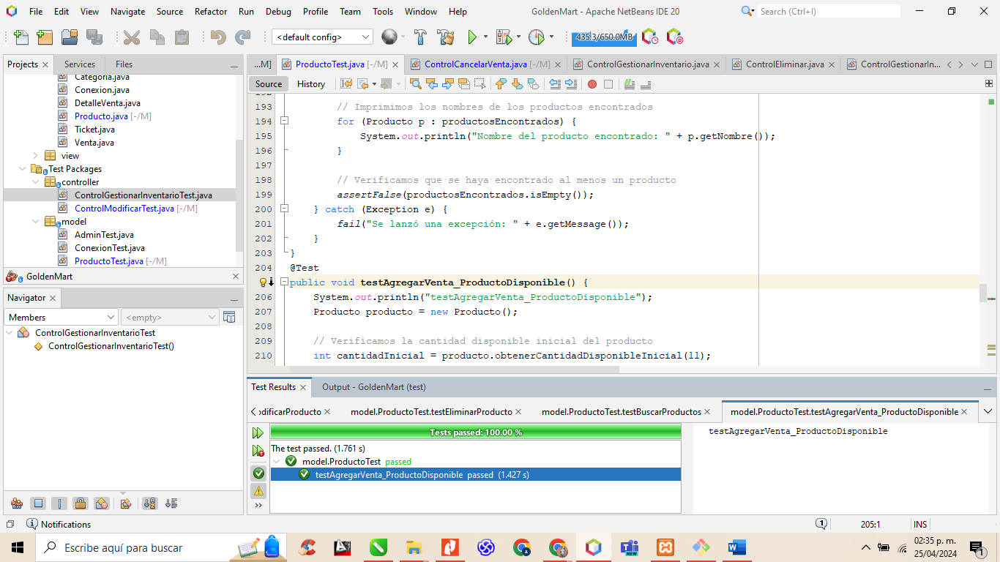 File Edit View Navigate Source Refactor Run Debug Profile Team Tools Window Help
GoldenMart - Apache NetBeans IDE 20
Search (Ctrl+I)
<default config>
435.3/650.0MB
Projects
Services
Files
Categoria.java
Conexion.java
DetalleVenta.java
Producto.java [-/M]
Ticket.java
Venta.java
view
Test Packages
controller
ControlGestionarInventarioTest.java
ControlModificarTest.java [-/M]
model
AdminTest.java
ConexionTest.java
ProductoTest.java [-/M]
GoldenMart
Navigator
Members
<empty>
ControlGestionarInventarioTest
ControlGestionarInventarioTest()
...M]
ProductoTest.java [-/M]
ControlCancelarVenta.java [-/M]
ControlGestionarInventario.java
ControlEliminar.java
ControlGestionarIn...
Source
History
192
193 // Imprimimos los nombres de los productos encontrados
194 for (Producto p : productosEncontrados) {
195 System.out.println("Nombre del producto encontrado: " + p.getNombre());
196 }
197
198 // Verificamos que se haya encontrado al menos un producto
199 assertFalse(productosEncontrados.isEmpty());
200 } catch (Exception e) {
201 fail("Se lanzó una excepción: " + e.getMessage());
202 }
203 }
204 @Test
public void testAgregarVenta_ProductoDisponible() {
206 System.out.println("testAgregarVenta_ProductoDisponible");
207 Producto producto = new Producto();
208
209 // Verificamos la cantidad disponible inicial del producto
210 int cantidadInicial = producto.obtenerCantidadDisponibleInicial(11);
Test Results
Output - GoldenMart (test)
odificarProducto
model.ProductoTest.testEliminarProducto
model.ProductoTest.testBuscarProductos
model.ProductoTest.testAgregarVenta_ProductoDisponible
Tests passed: 100.00 %
The test passed. (1.761 s)
model.ProductoTest passed
testAgregarVenta_ProductoDisponible passed (1.427 s)
testAgregarVenta_ProductoDisponible
Notifications
1
205:1
INS
Escribe aquí para buscar
NEW
02:35 p. m.
25/04/2024
1